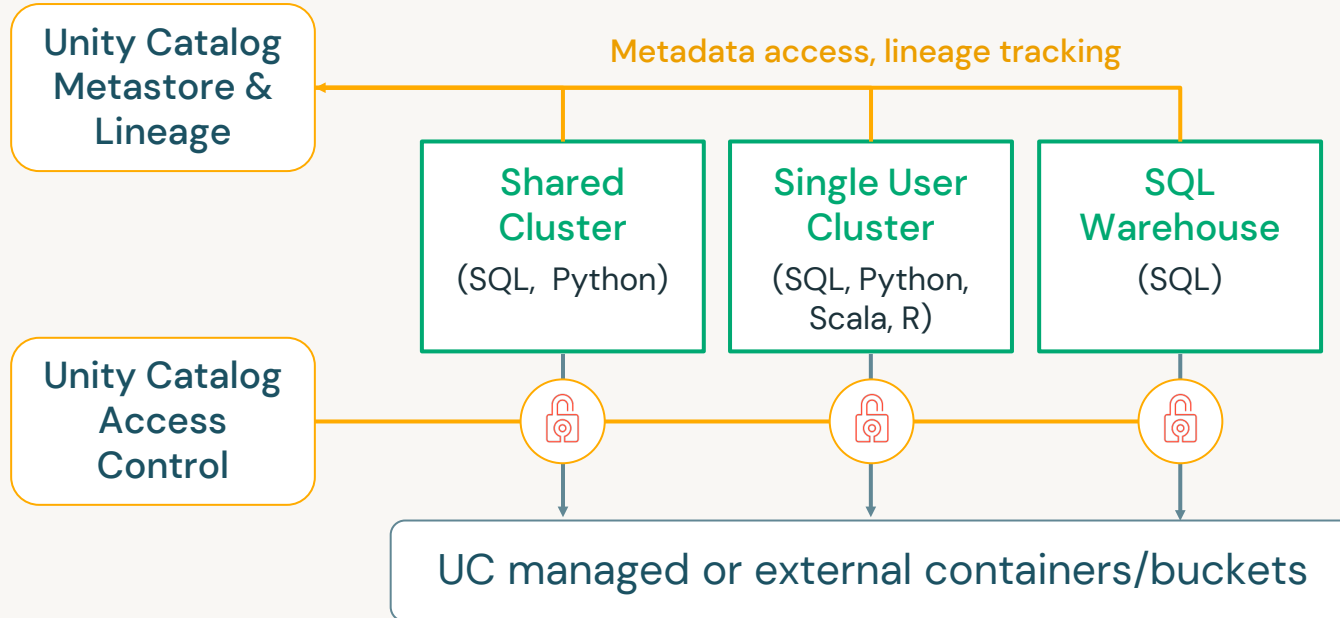 Unity Catalog
Metastore &
Lineage
Metadata access, lineage tracking
Shared
Cluster
(SQL, Python)
Single User
Cluster
(SQL, Python,
Scala, R)
SQL
Warehouse
(SQL)
Unity Catalog
Access
Control
UC managed or external containers/buckets